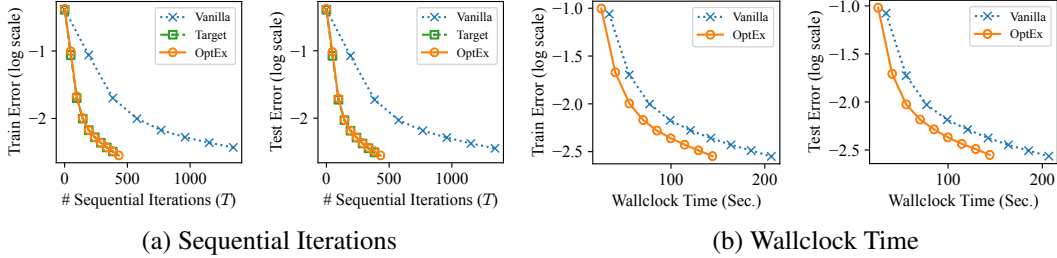 Train Error (log scale)
−1
−2
0
500
1000
# Sequential Iterations (T)
Vanilla
Target
OptEx
Test Error (log scale)
−1
−2
0
500
1000
# Sequential Iterations (T)
Vanilla
Target
OptEx
(a) Sequential Iterations
Train Error (log scale)
−1.0
−1.5
−2.0
−2.5
100
200
Wallclock Time (Sec.)
Vanilla
OptEx
Test Error (log scale)
−1.0
−1.5
−2.0
−2.5
100
200
Wallclock Time (Sec.)
Vanilla
OptEx
(b) Wallclock Time